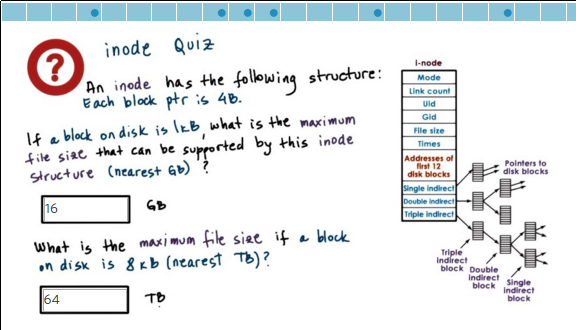 inode Quiz
?
An inode has the following structure:
Each block ptr is 4B.
If a block on disk is 1kB, what is the maximum
file size that can be supported by this inode
structure (nearest GB)?
16 GB
What is the maximum file size if a block
on disk is 8kB (nearest TB)?
64 TB
i-node
Mode
Link count
Uid
Gid
File size
Times
Addresses of
first 12
disk blocks
Single indirect
Double indirect
Triple indirect
Pointers to
disk blocks
Triple
indirect
block
Double
indirect
block
Single
indirect
block